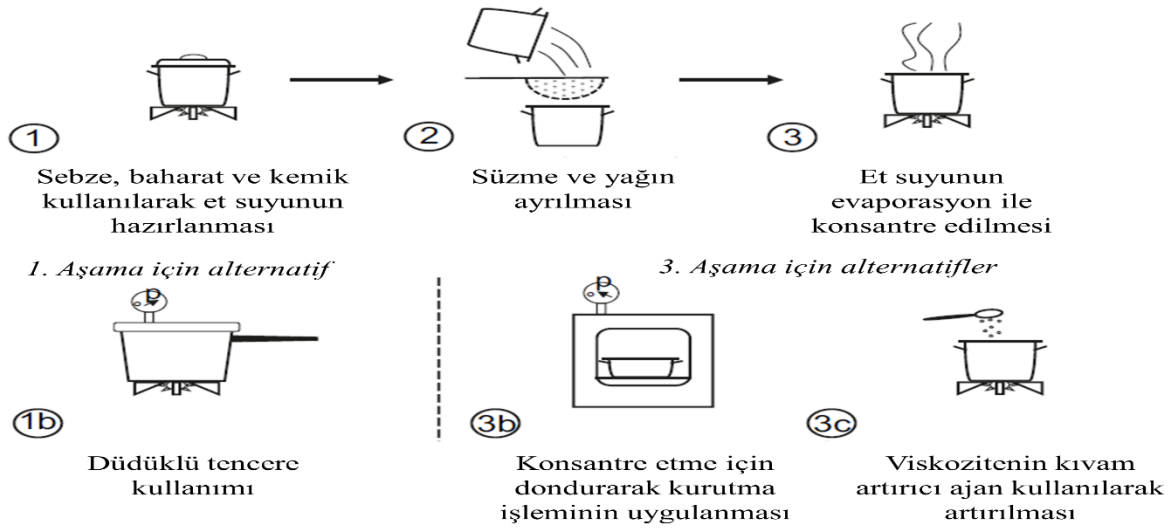 1
Sebze, baharat ve kemik
kullanılarak et suyunun
hazırlanması
2
Süzme ve yağın
ayrılması
3
Et suyunun
evaporasyon ile
konsantre edilmesi
1. Aşama için alternatif
3. Aşama için alternatifler
p
1b
Düdüklü tencere
kullanımı
p
3b
Konsantre etme için
dondurarak kurutma
işleminin uygulanması
3c
Viskozitenin kıvam
artırıcı ajan kullanılarak
artırılması